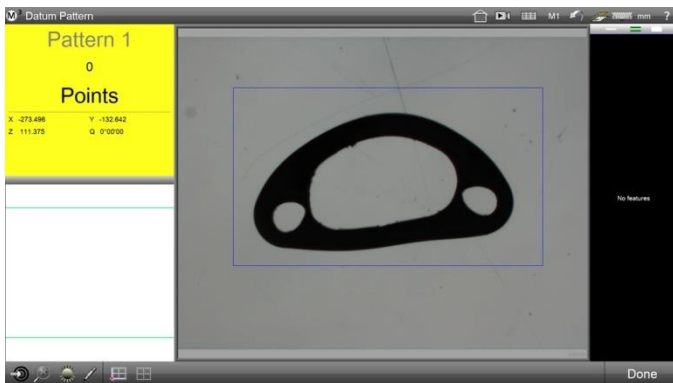 M³ Datum Pattern
M1
mm ?
Pattern 1
0
Points
X -273.496 Y -132.642
Z 111.375 Q 0°00'00
No features
Done